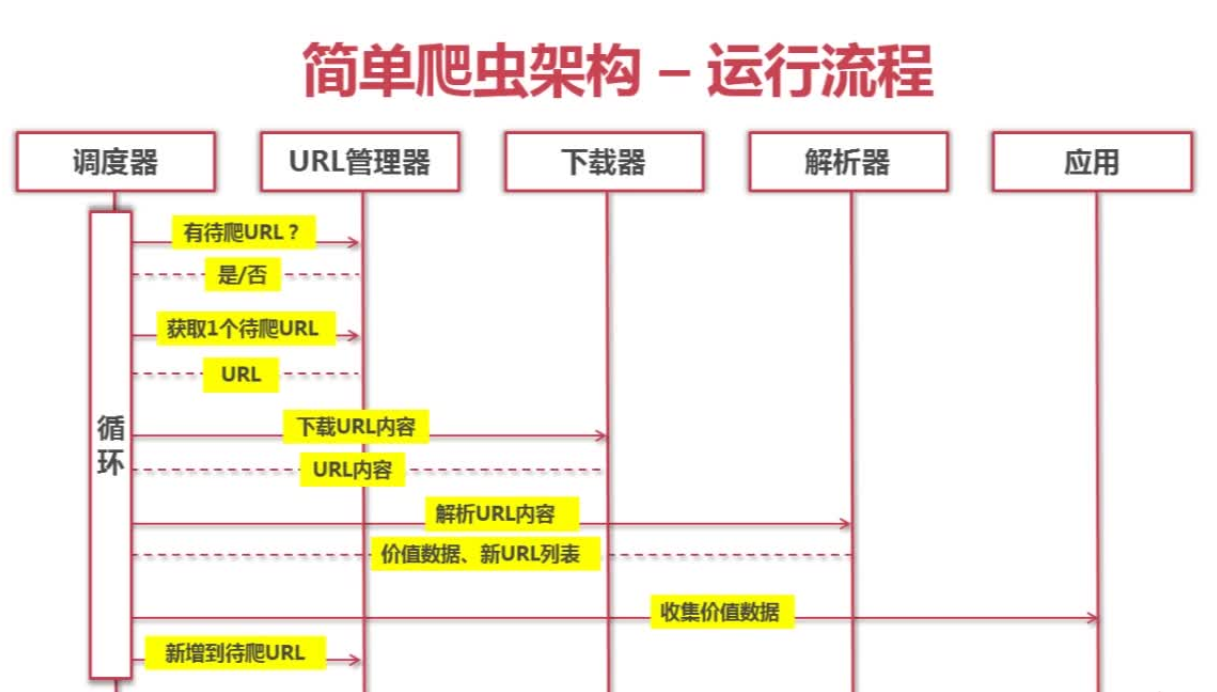 简单爬虫架构 – 运行流程
调度器
URL管理器
下载器
解析器
应用
有待爬URL？
是/否
获取1个待爬URL
URL
循
环
下载URL内容
URL内容
解析URL内容
价值数据、新URL列表
收集价值数据
新增到待爬URL